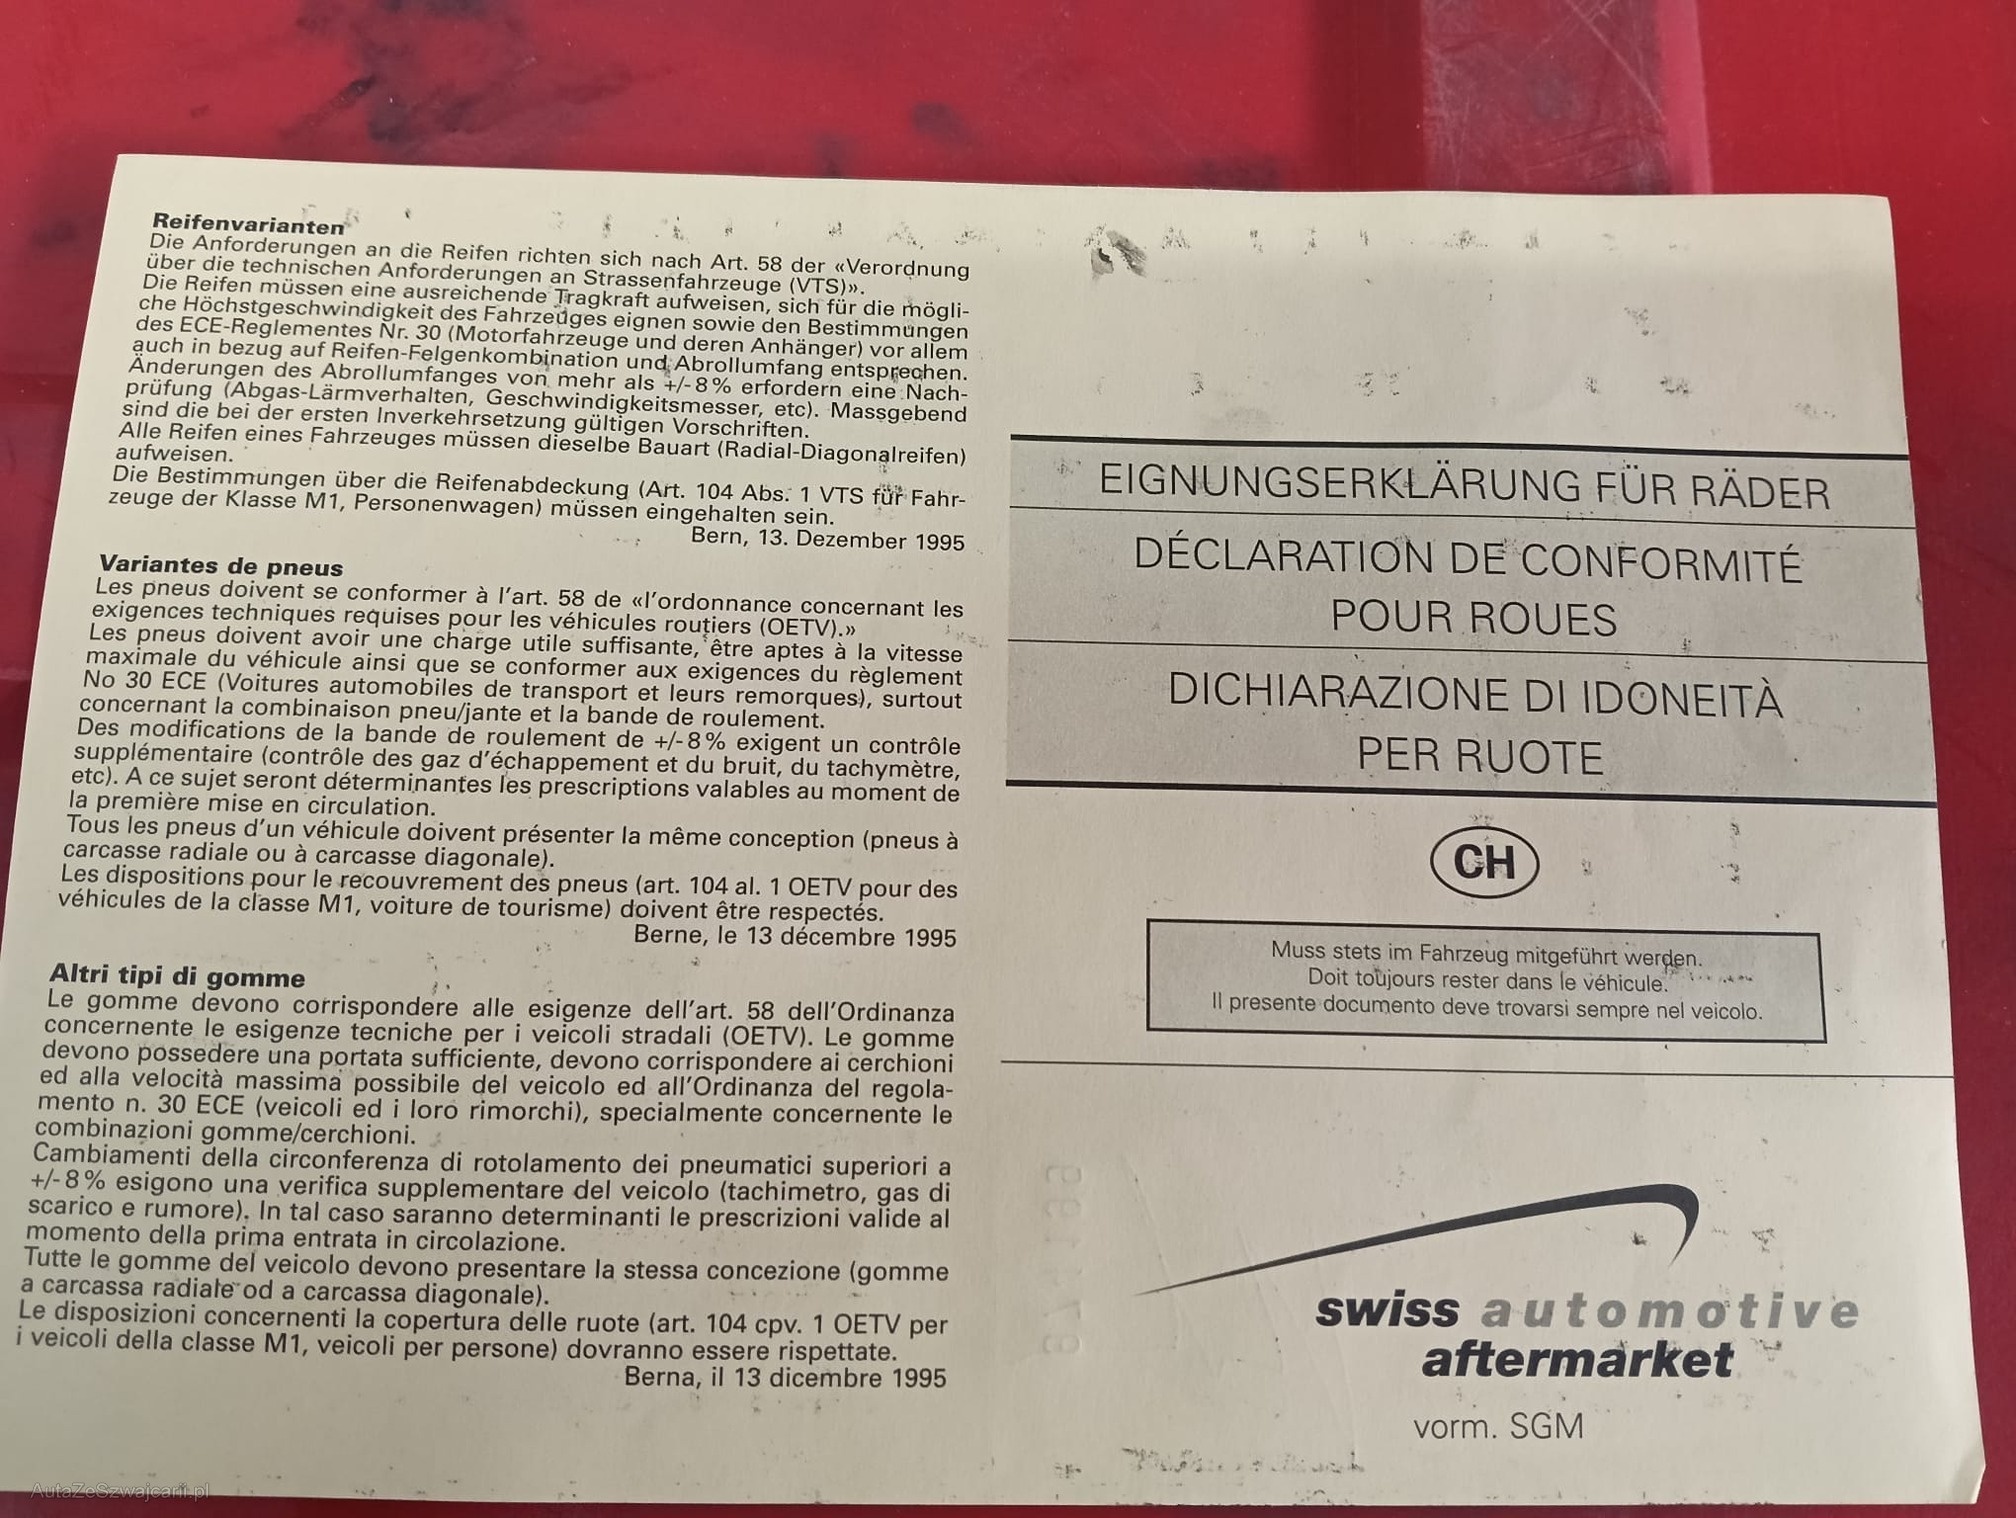 Reifenvarianten
Die Anforderungen an die Reifen richten sich nach Art. 58 der «Verordnung
über die technischen Anforderungen an Strassenfahrzeuge (VTS)».
Die Reifen müssen eine ausreichende Tragkraft aufweisen, sich für die mögli-
che Höchstgeschwindigkeit des Fahrzeuges eignen sowie den Bestimmungen
des ECE-Reglementes Nr. 30 (Motorfahrzeuge und deren Anhänger) vor allem
auch in bezug auf Reifen-Felgenkombination und Abrollumfang entsprechen.
Änderungen des Abrollumfanges von mehr als +/-8% erfordern eine Nach-
prüfung (Abgas-Lärmverhalten, Geschwindigkeitsmesser, etc). Massgebend
sind die bei der ersten Inverkehrsetzung gültigen Vorschriften.
Alle Reifen eines Fahrzeuges müssen dieselbe Bauart (Radial-Diagonalreifen)
aufweisen.
Die Bestimmungen über die Reifenabdeckung (Art. 104 Abs. 1 VTS für Fahr-
zeuge der Klasse M1, Personenwagen) müssen eingehalten sein.
Bern, 13. Dezember 1995
Variantes de pneus
Les pneus doivent se conformer à l'art. 58 de «l'ordonnance concernant les
exigences techniques requises pour les véhicules routiers (OETV).»
Les pneus doivent avoir une charge utile suffisante, être aptes à la vitesse
maximale du véhicule ainsi que se conformer aux exigences du règlement
No 30 ECE (Voitures automobiles de transport et leurs remorques), surtout
concernant la combinaison pneu/jante et la bande de roulement.
Des modifications de la bande de roulement de +/-8% exigent un contrôle
supplémentaire (contrôle des gaz d'échappement et du bruit, du tachymètre,
etc). A ce sujet seront déterminantes les prescriptions valables au moment de
la première mise en circulation.
Tous les pneus d'un véhicule doivent présenter la même conception (pneus à
carcasse radiale ou à carcasse diagonale).
Les dispositions pour le recouvrement des pneus (art. 104 al. 1 OETV pour des
véhicules de la classe M1, voiture de tourisme) doivent être respectés.
Berne, le 13 décembre 1995
Altri tipi di gomme
Le gomme devono corrispondere alle esigenze dell'art. 58 dell'Ordinanza
concernente le esigenze tecniche per i veicoli stradali (OETV). Le gomme
devono possedere una portata sufficiente, devono corrispondere ai cerchioni
ed alla velocità massima possibile del veicolo ed all'Ordinanza del regola-
mento n. 30 ECE (veicoli ed i loro rimorchi), specialmente concernente le
combinazioni gomme/cerchioni.
Cambiamenti della circonferenza di rotolamento dei pneumatici superiori a
+/-8% esigono una verifica supplementare del veicolo (tachimetro, gas di
scarico e rumore). In tal caso saranno determinanti le prescrizioni valide al
momento della prima entrata in circolazione.
Tutte le gomme del veicolo devono presentare la stessa concezione (gomme
a carcassa radiale od a carcassa diagonale).
Le disposizioni concernenti la copertura delle ruote (art. 104 cpv. 1 OETV per
i veicoli della classe M1, veicoli per persone) dovranno essere rispettate.
Berna, il 13 dicembre 1995
EIGNUNGSERKLÄRUNG FÜR RÄDER
DÉCLARATION DE CONFORMITÉ
POUR ROUES
DICHIARAZIONE DI IDONEITÀ
PER RUOTE
CH
Muss stets im Fahrzeug mitgeführt werden.
Doit toujours rester dans le véhicule.
Il presente documento deve trovarsi sempre nel veicolo.
swiss automotive
aftermarket
vorm. SGM
AutaZeSzwajcarii.pl